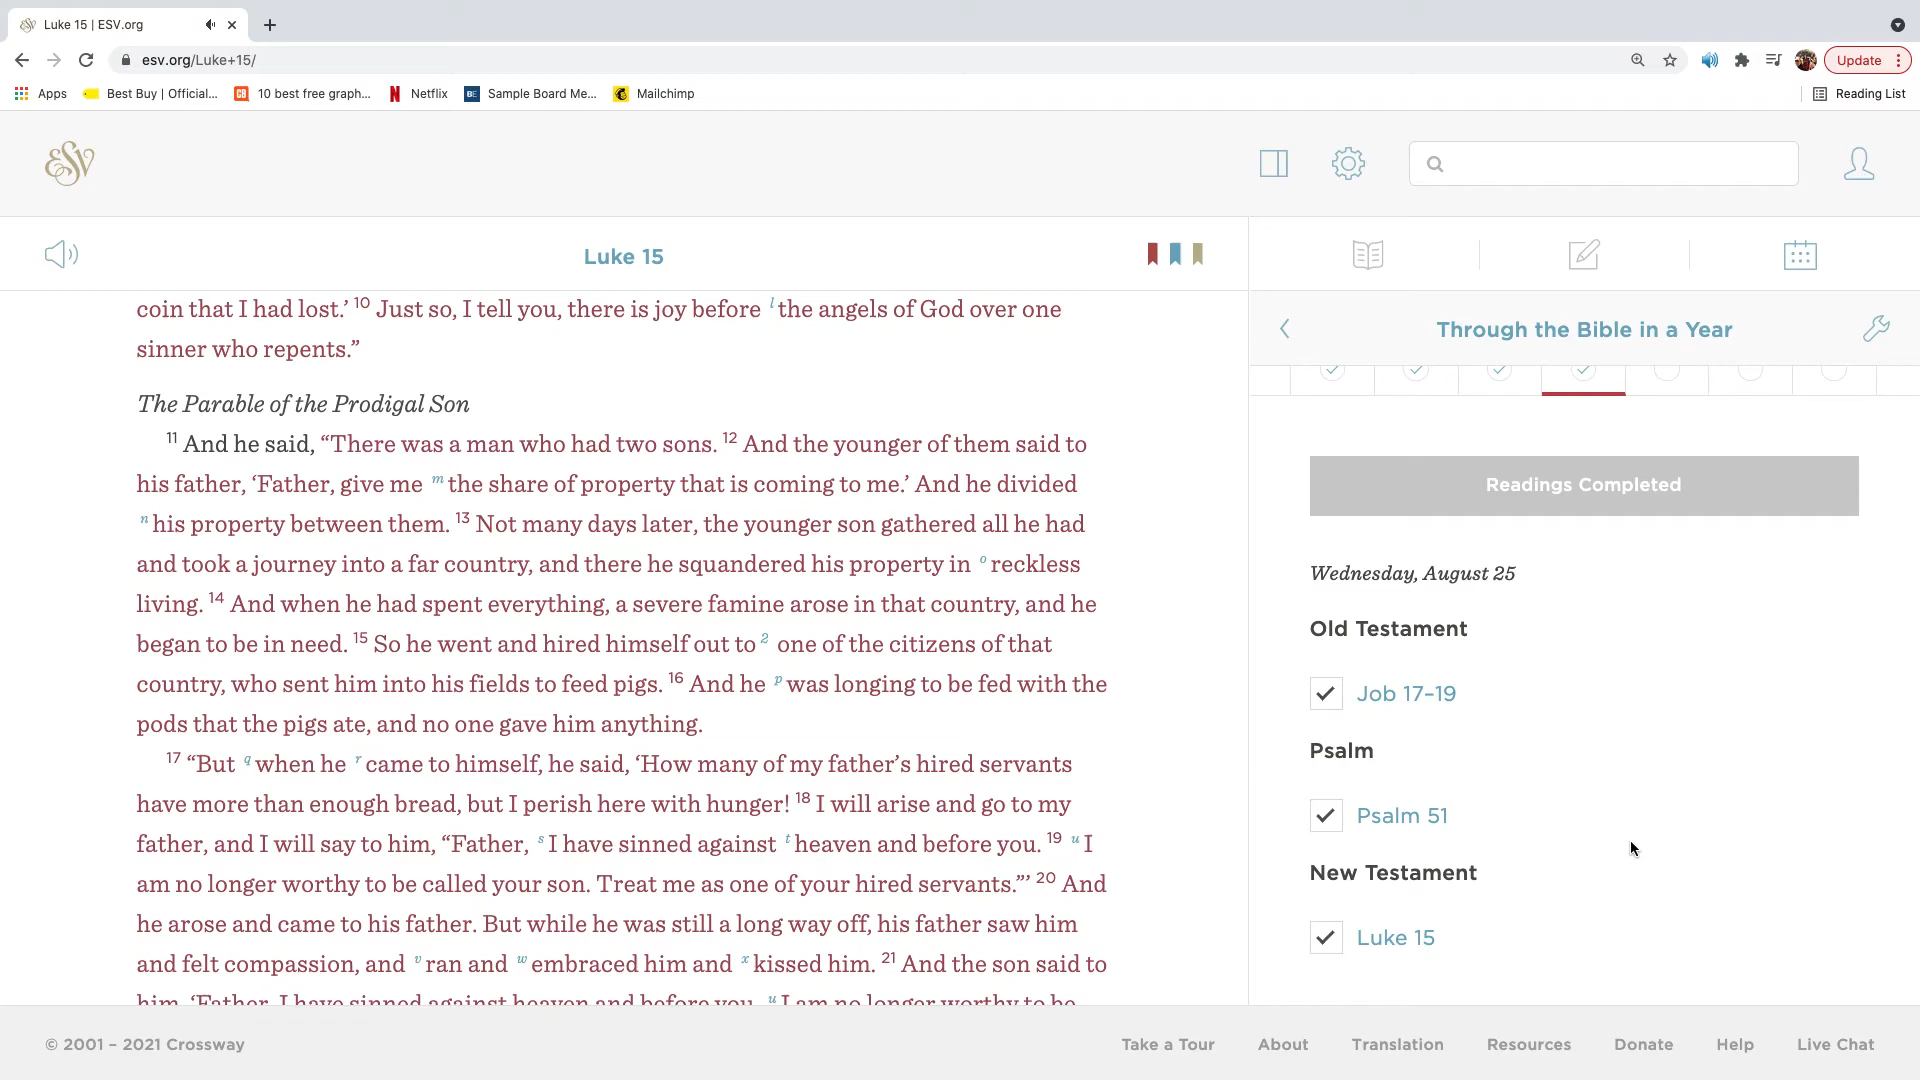 Luke 15 | ESV.org
esv.org/Luke+15/
Update
Apps
Best Buy | Official...
10 best free graph...
Netflix
Sample Board Me...
Mailchimp
Reading List
ESV
Luke 15
coin that I had lost.’ 10 Just so, I tell you, there is joy before l the angels of God over one
sinner who repents.”
The Parable of the Prodigal Son
11 And he said, “There was a man who had two sons. 12 And the younger of them said to
his father, ‘Father, give me m the share of property that is coming to me.’ And he divided
n his property between them. 13 Not many days later, the younger son gathered all he had
and took a journey into a far country, and there he squandered his property in o reckless
living. 14 And when he had spent everything, a severe famine arose in that country, and he
began to be in need. 15 So he went and hired himself out to 2 one of the citizens of that
country, who sent him into his fields to feed pigs. 16 And he p was longing to be fed with the
pods that the pigs ate, and no one gave him anything.
17 “But q when he r came to himself, he said, ‘How many of my father’s hired servants
have more than enough bread, but I perish here with hunger! 18 I will arise and go to my
father, and I will say to him, “Father, s I have sinned against t heaven and before you. 19 u I
am no longer worthy to be called your son. Treat me as one of your hired servants.”’ 20 And
he arose and came to his father. But while he was still a long way off, his father saw him
and felt compassion, and v ran and w embraced him and x kissed him. 21 And the son said to
him, ‘Father, I have sinned against heaven and before you. u I am no longer worthy to be
Through the Bible in a Year
Readings Completed
Wednesday, August 25
Old Testament
Job 17–19
Psalm
Psalm 51
New Testament
Luke 15
© 2001 – 2021 Crossway
Take a Tour
About
Translation
Resources
Donate
Help
Live Chat